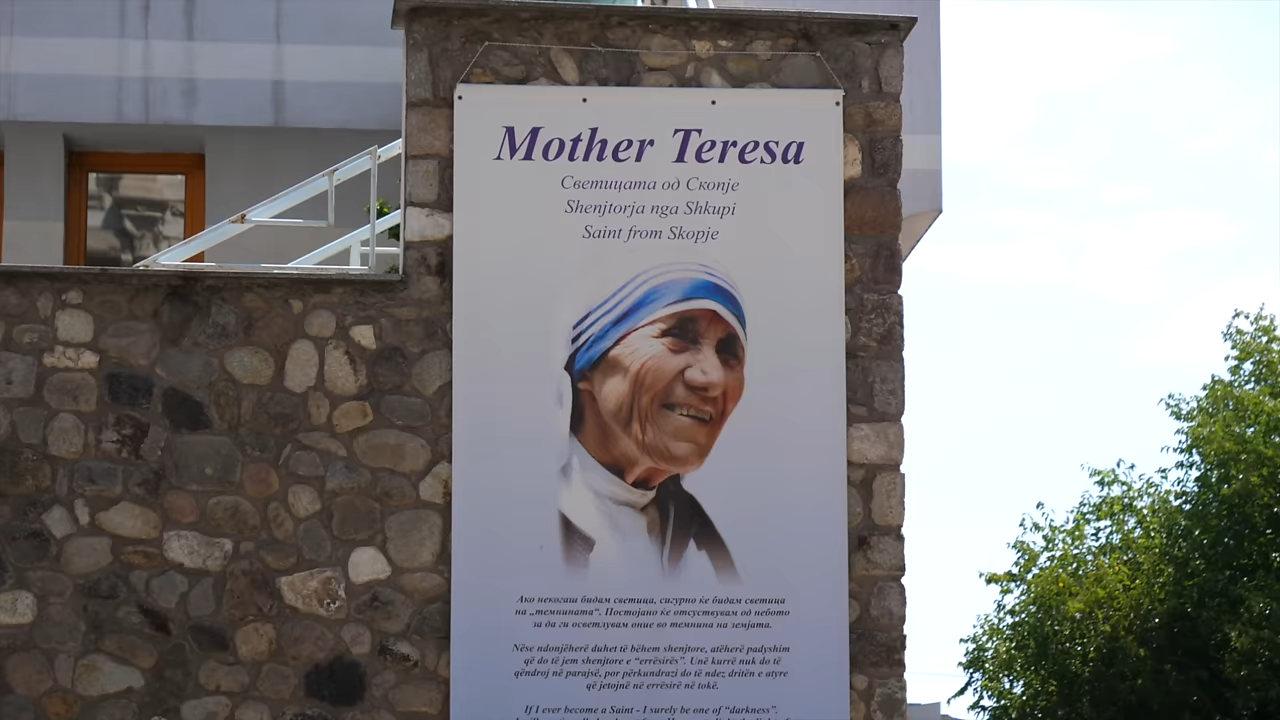 Mother Teresa
Светицата од Скопје
Shenjtorja nga Shkupi
Saint from Skopje
Ако некогаш бидам светица, сигурно ќе бидам светица
на „темнината“. Постојано ќе отсуствувам од небото
за да ги осветлувам оние во темнина на земјата.
Nëse ndonjëherë duhet të bëhem shenjtore, atëherë padyshim
që do të jem shenjtore e “errësirës”. Unë kurrë nuk do të
qëndroj në parajsë, por përkundrazi do të ndez dritën e atyre
që jetojnë në errësirë në tokë.
If I ever become a Saint - I surely be one of “darkness”.